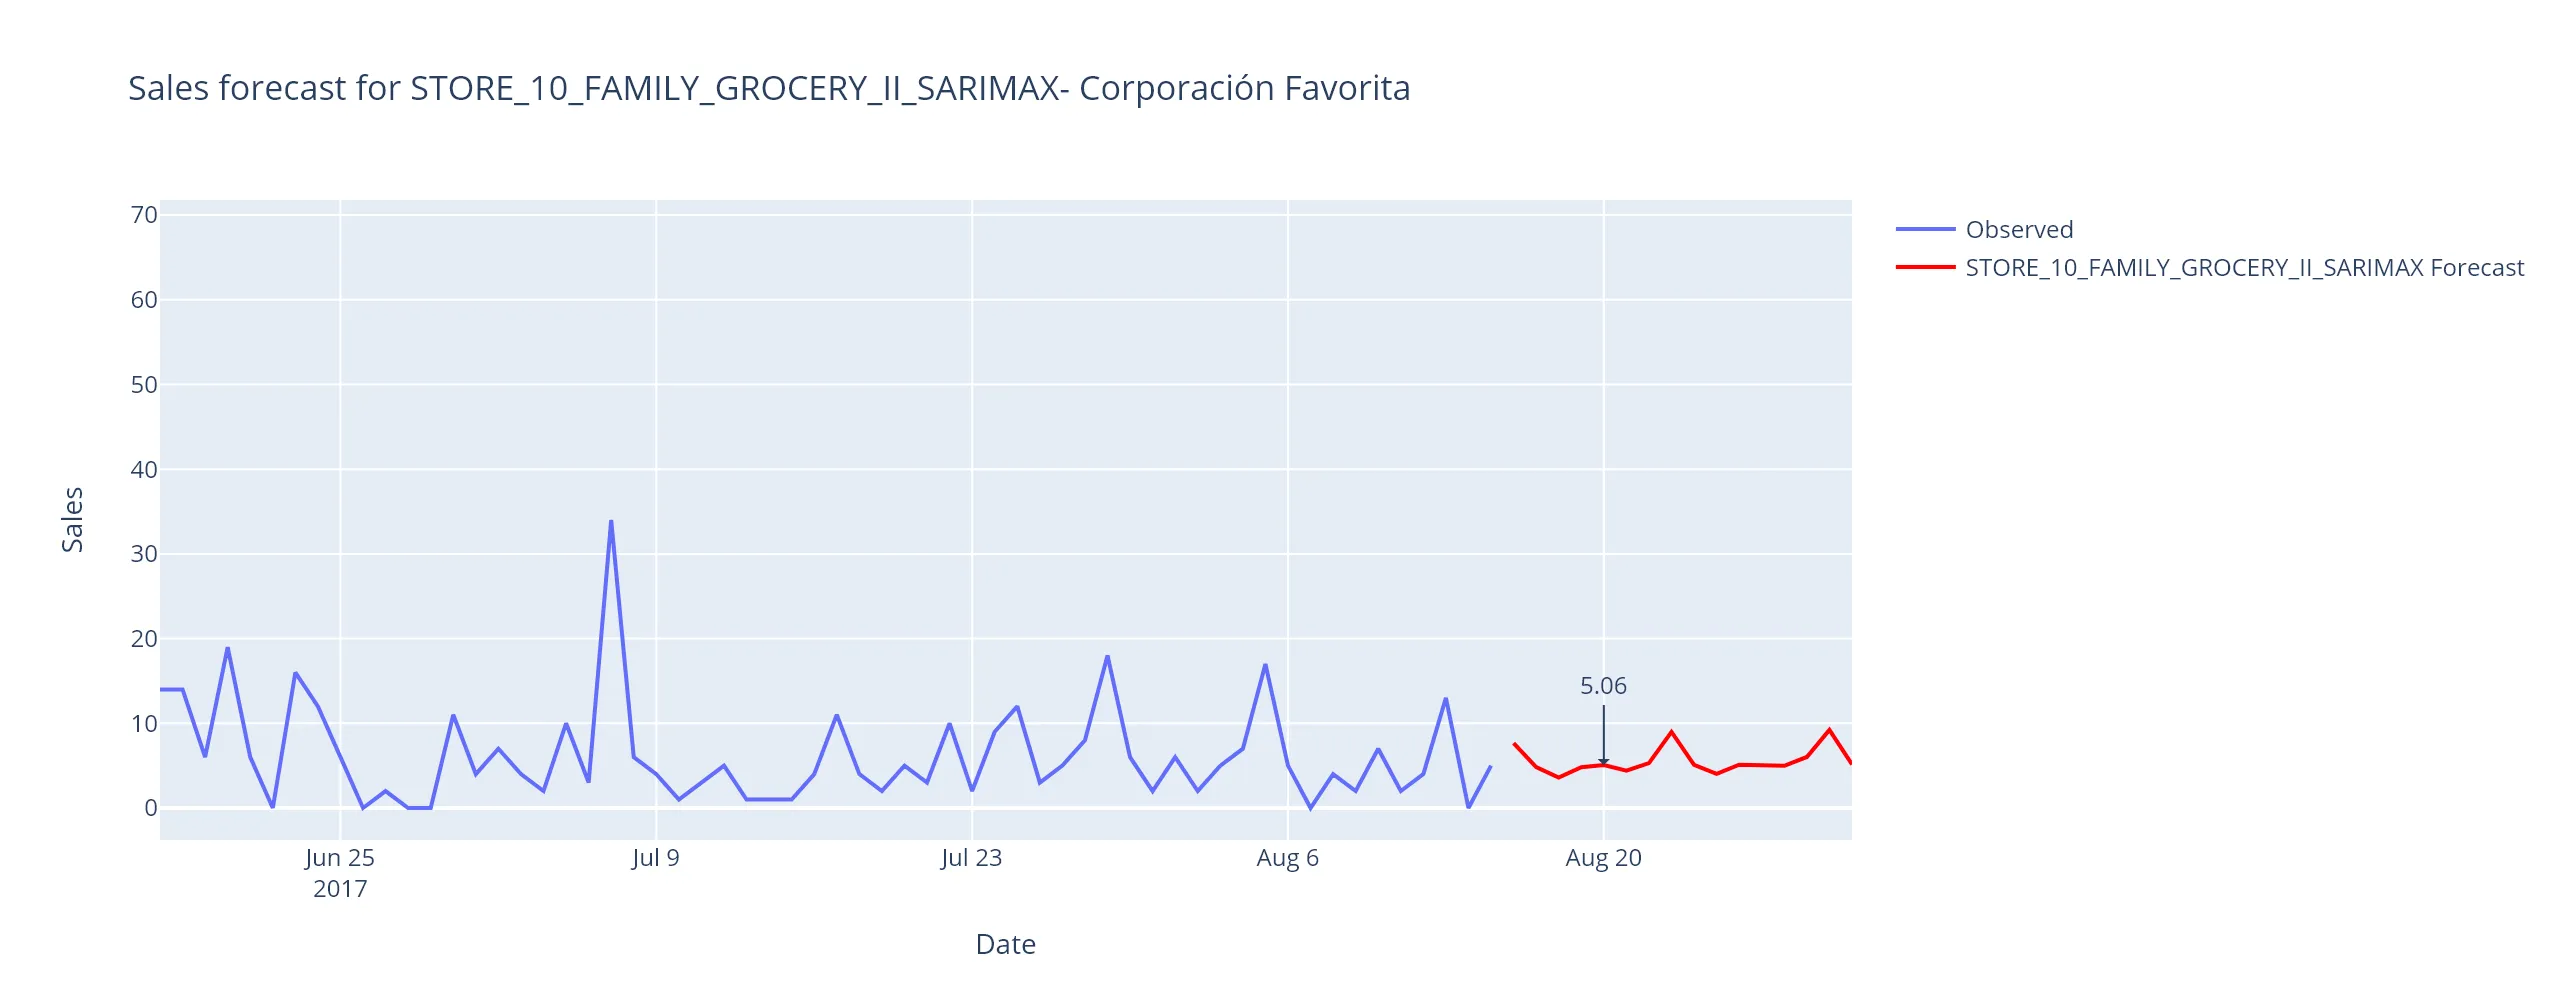 Sales forecast for STORE_10_FAMILY_GROCERY_II_SARIMAX- Corporación Favorita
Observed
STORE_10_FAMILY_GROCERY_II_SARIMAX Forecast
70
60
50
40
30
20
10
0
Sales
5.06
Jun 25
2017
Jul 9
Jul 23
Aug 6
Aug 20
Date